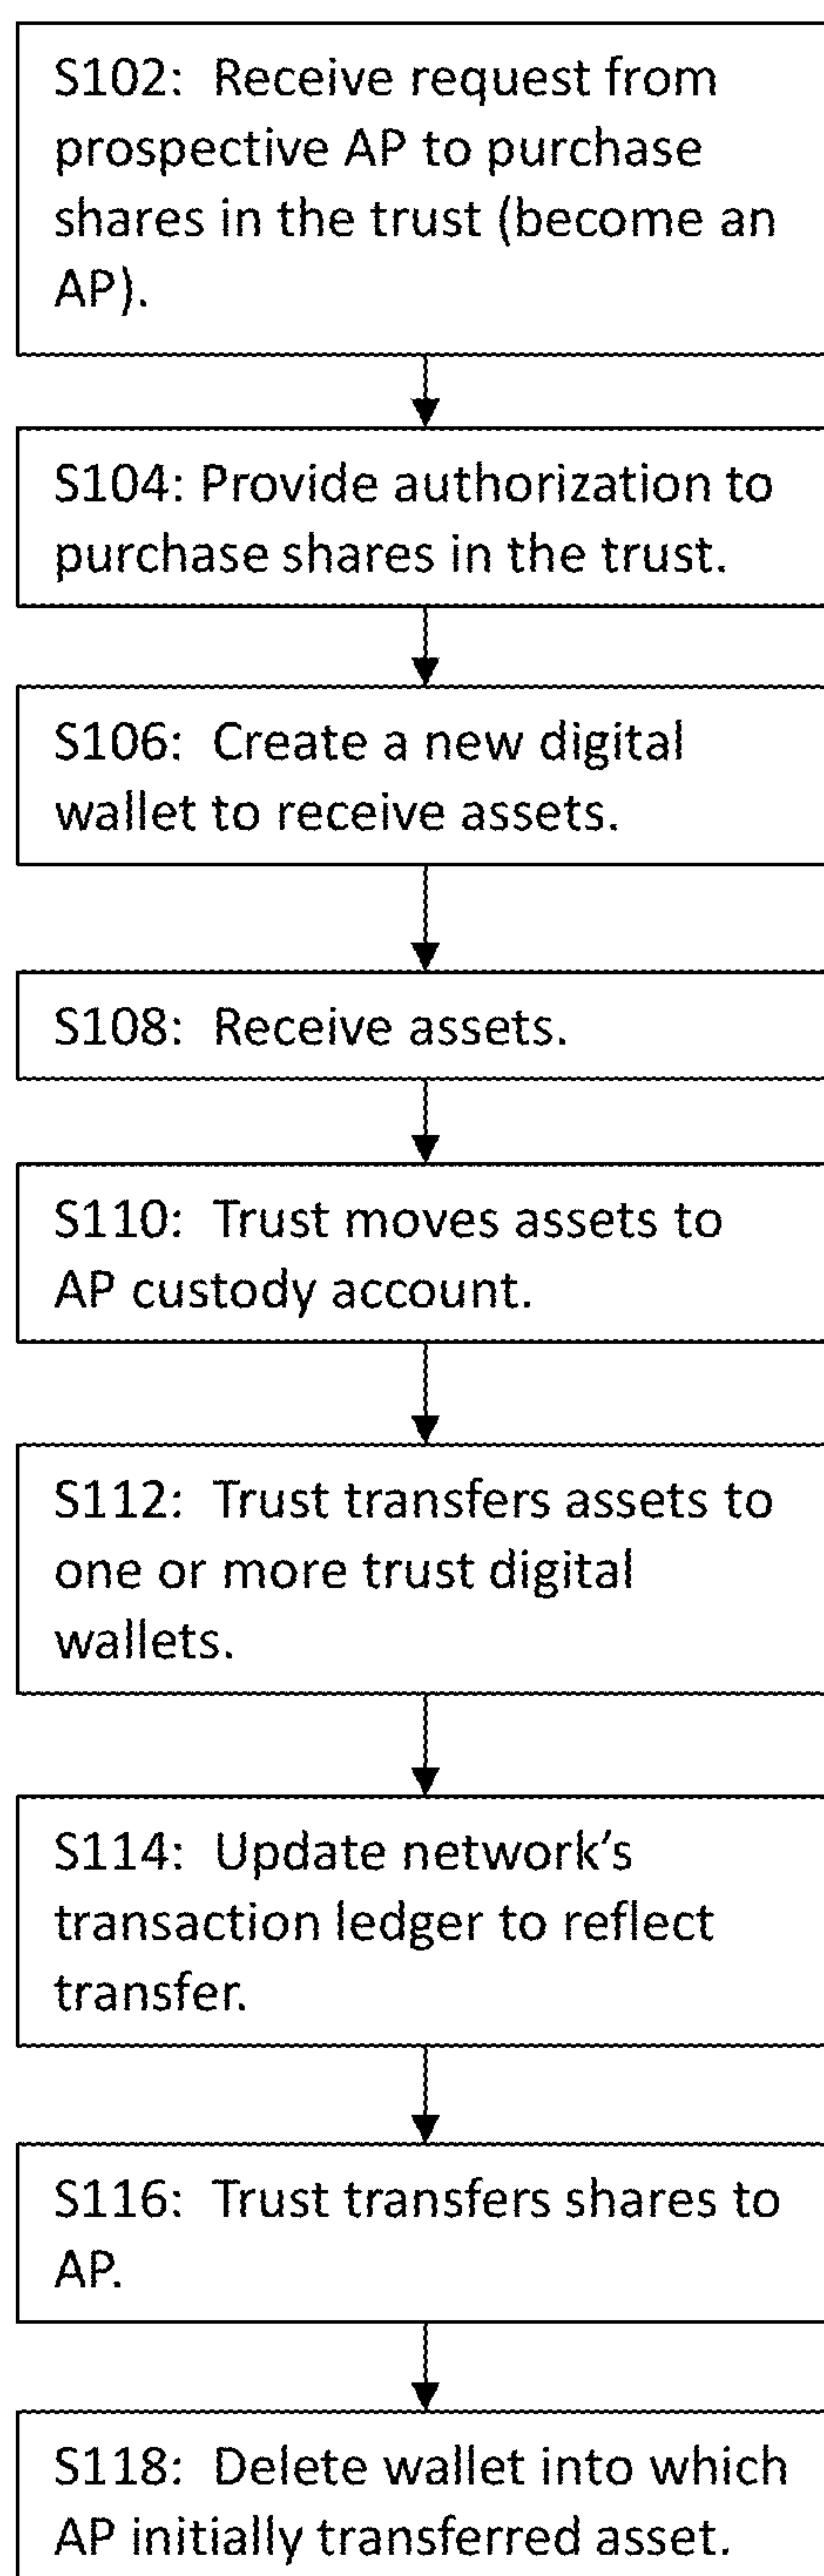 S102: Receive request from
prospective AP to purchase
shares in the trust (become an
AP).
S104: Provide authorization to
purchase shares in the trust.
S106: Create a new digital
wallet to receive assets.
S108: Receive assets.
S110: Trust moves assets to
AP custody account.
S112: Trust transfers assets to
one or more trust digital
wallets.
S114: Update network's
transaction ledger to reflect
transfer.
S116: Trust transfers shares to
AP.
S118: Delete wallet into which
AP initially transferred asset.